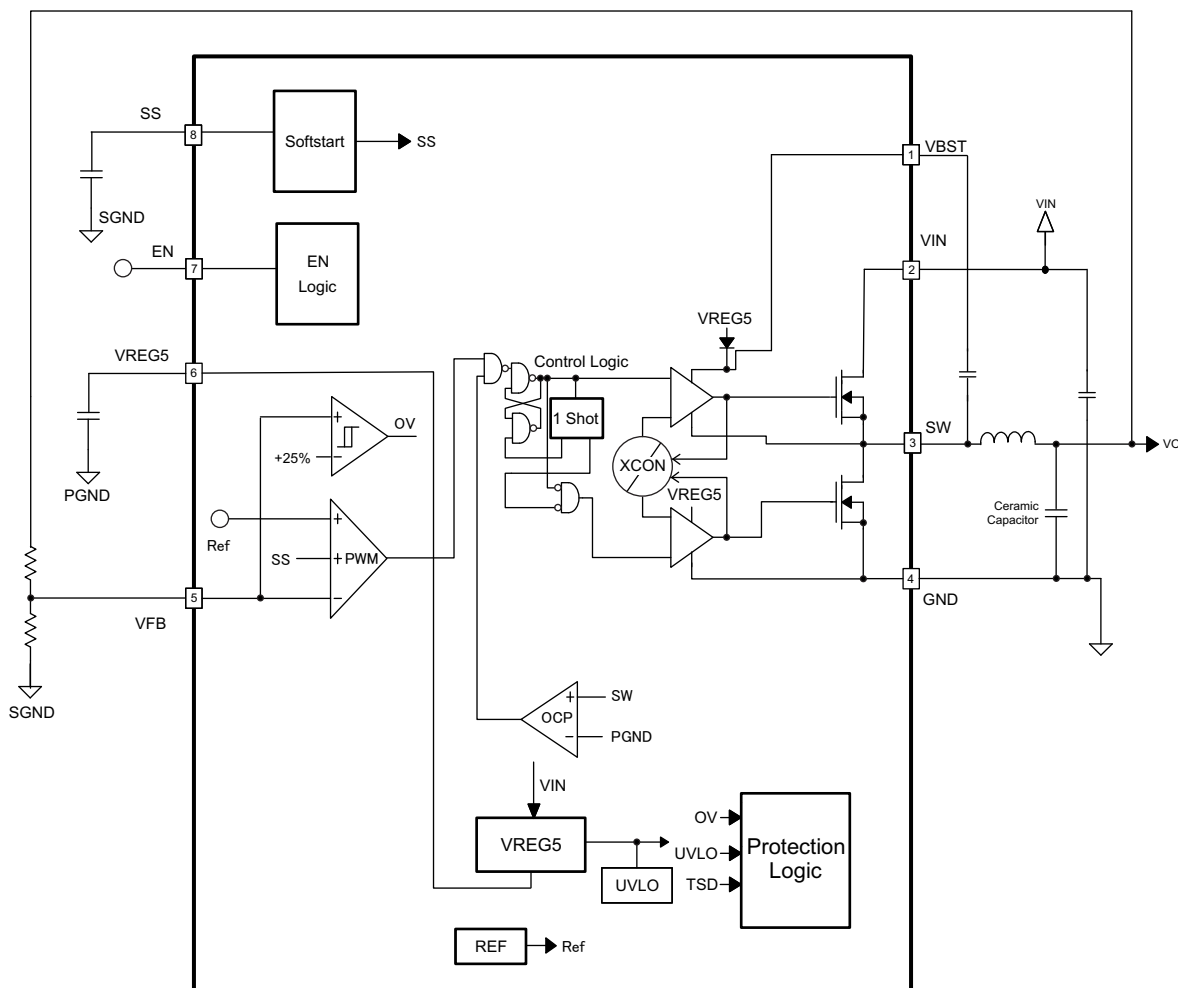 SS
8
Softstart
SS
SGND
EN
7
EN
Logic
VREG5
6
+
-
OV
+25%
Ref
SS
+
+
-
PWM
5
VFB
SGND
PGND
Control Logic
1 Shot
VREG5
XCON
VREG5
1
VBST
VIN
VIN
2
SW
3
VO
Ceramic
Capacitor
4
GND
OCP
+
-
SW
PGND
VIN
VREG5
UVLO
OV
UVLO
TSD
Protection
Logic
REF
Ref